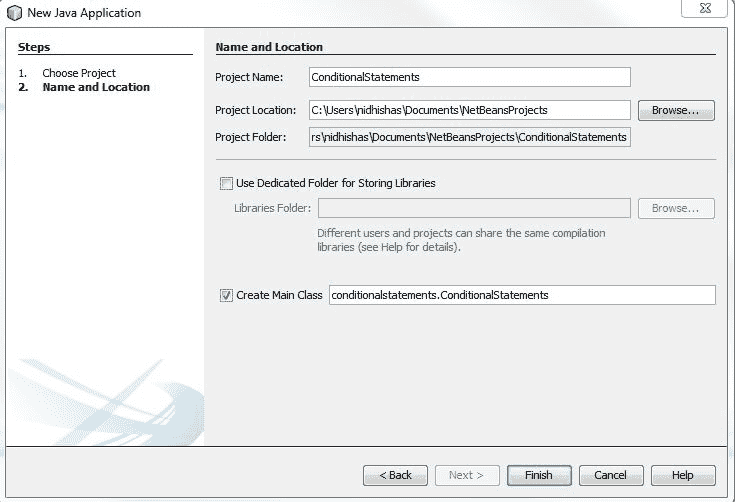 New Java Application
Steps
1. Choose Project
2. Name and Location
Name and Location
Project Name: ConditionalStatements
Project Location: C:\Users\nidhishas\Documents\NetBeansProjects Browse...
Project Folder: rs\nidhishas\Documents\NetBeansProjects\ConditionalStatements
Use Dedicated Folder for Storing Libraries
Libraries Folder: Browse...
Different users and projects can share the same compilation
libraries (see Help for details).
Create Main Class conditionalstatements.ConditionalStatements
< Back Next > Finish Cancel Help